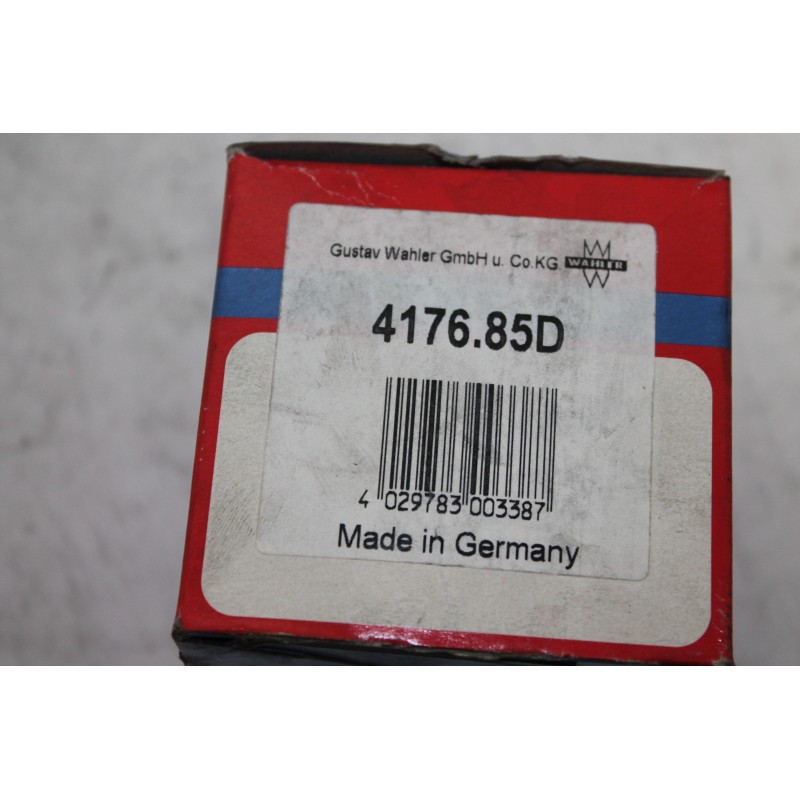 Gustav Wahler GmbH u. Co.KG. WAHLER
4176.85D
4 029783 003387
Made in Germany